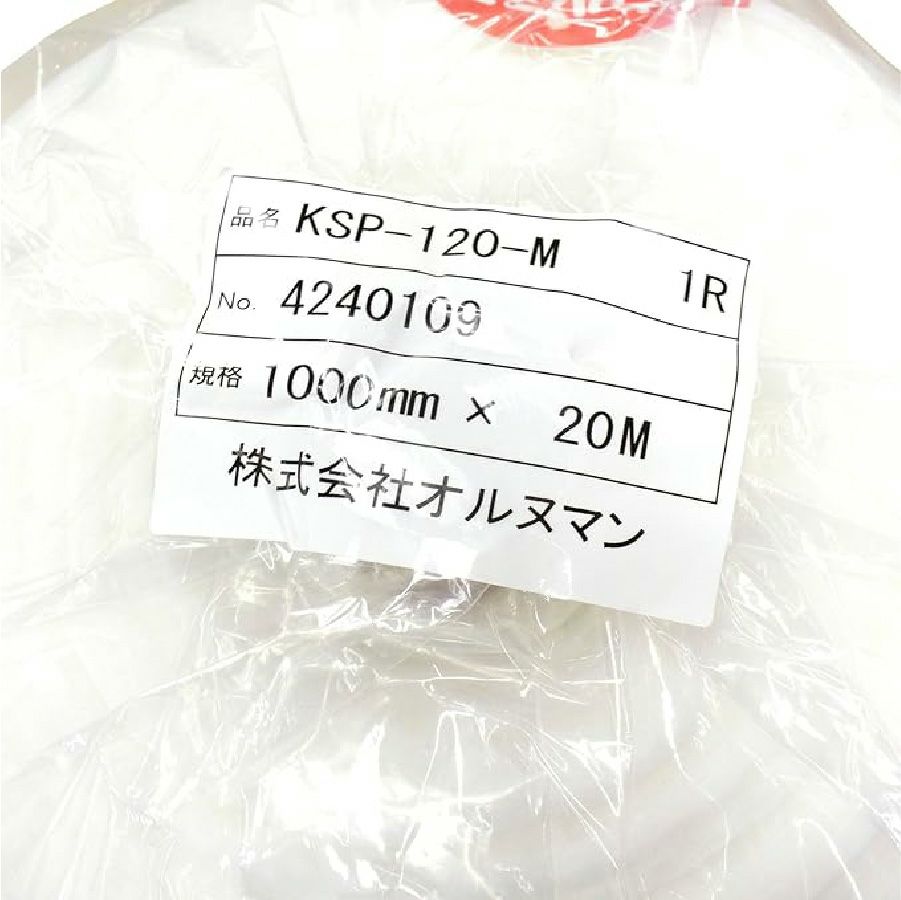 品名 KSP-120-M 1R
No. 4240109
規格 1000mm × 20M
株式会社オルヌマン